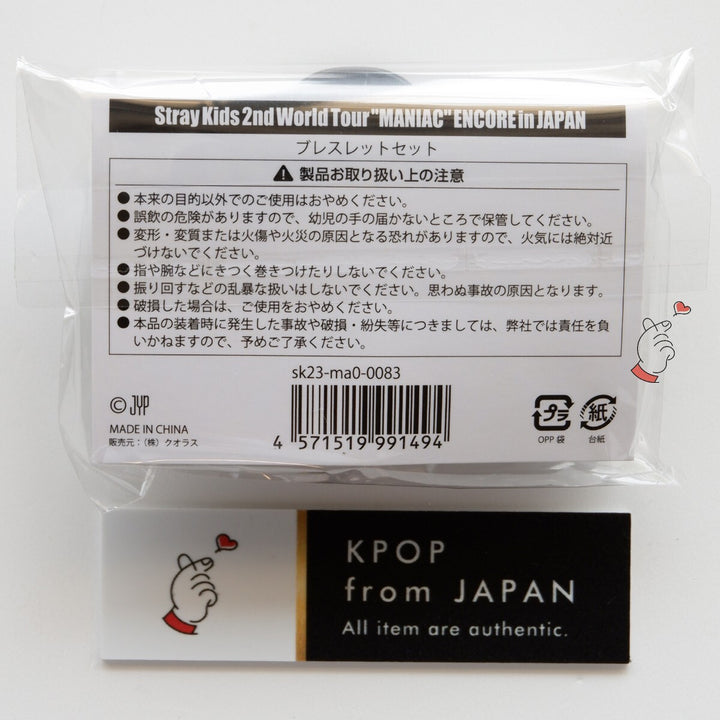 Stray Kids 2nd World Tour "MANIAC" ENCORE in JAPAN
ブレスレットセット
製品お取り扱い上の注意
●本来の目的以外でのご使用はおやめください。
●誤飲の危険がありますので、幼児の手の届かないところで保管してください。
●変形・変質または火傷や火災の原因となる恐れがありますので、火気には絶対近
づけないでください。
●指や腕などにきつく巻きつけたりしないでください。
●振り回すなどの乱暴な扱いはしないでください。思わぬ事故の原因となります。
●破損した場合は、ご使用をおやめください。
●本品の装着時に発生した事故や破損・紛失等につきましては、弊社では責任を負
いかねますので、予めご了承ください。
sk23-ma0-0083
© JYP
MADE IN CHINA
販売元：（株）クオラス
4 571519 991494
プラ
OPP 袋
紙
台紙
KPOP
from JAPAN
All item are authentic.